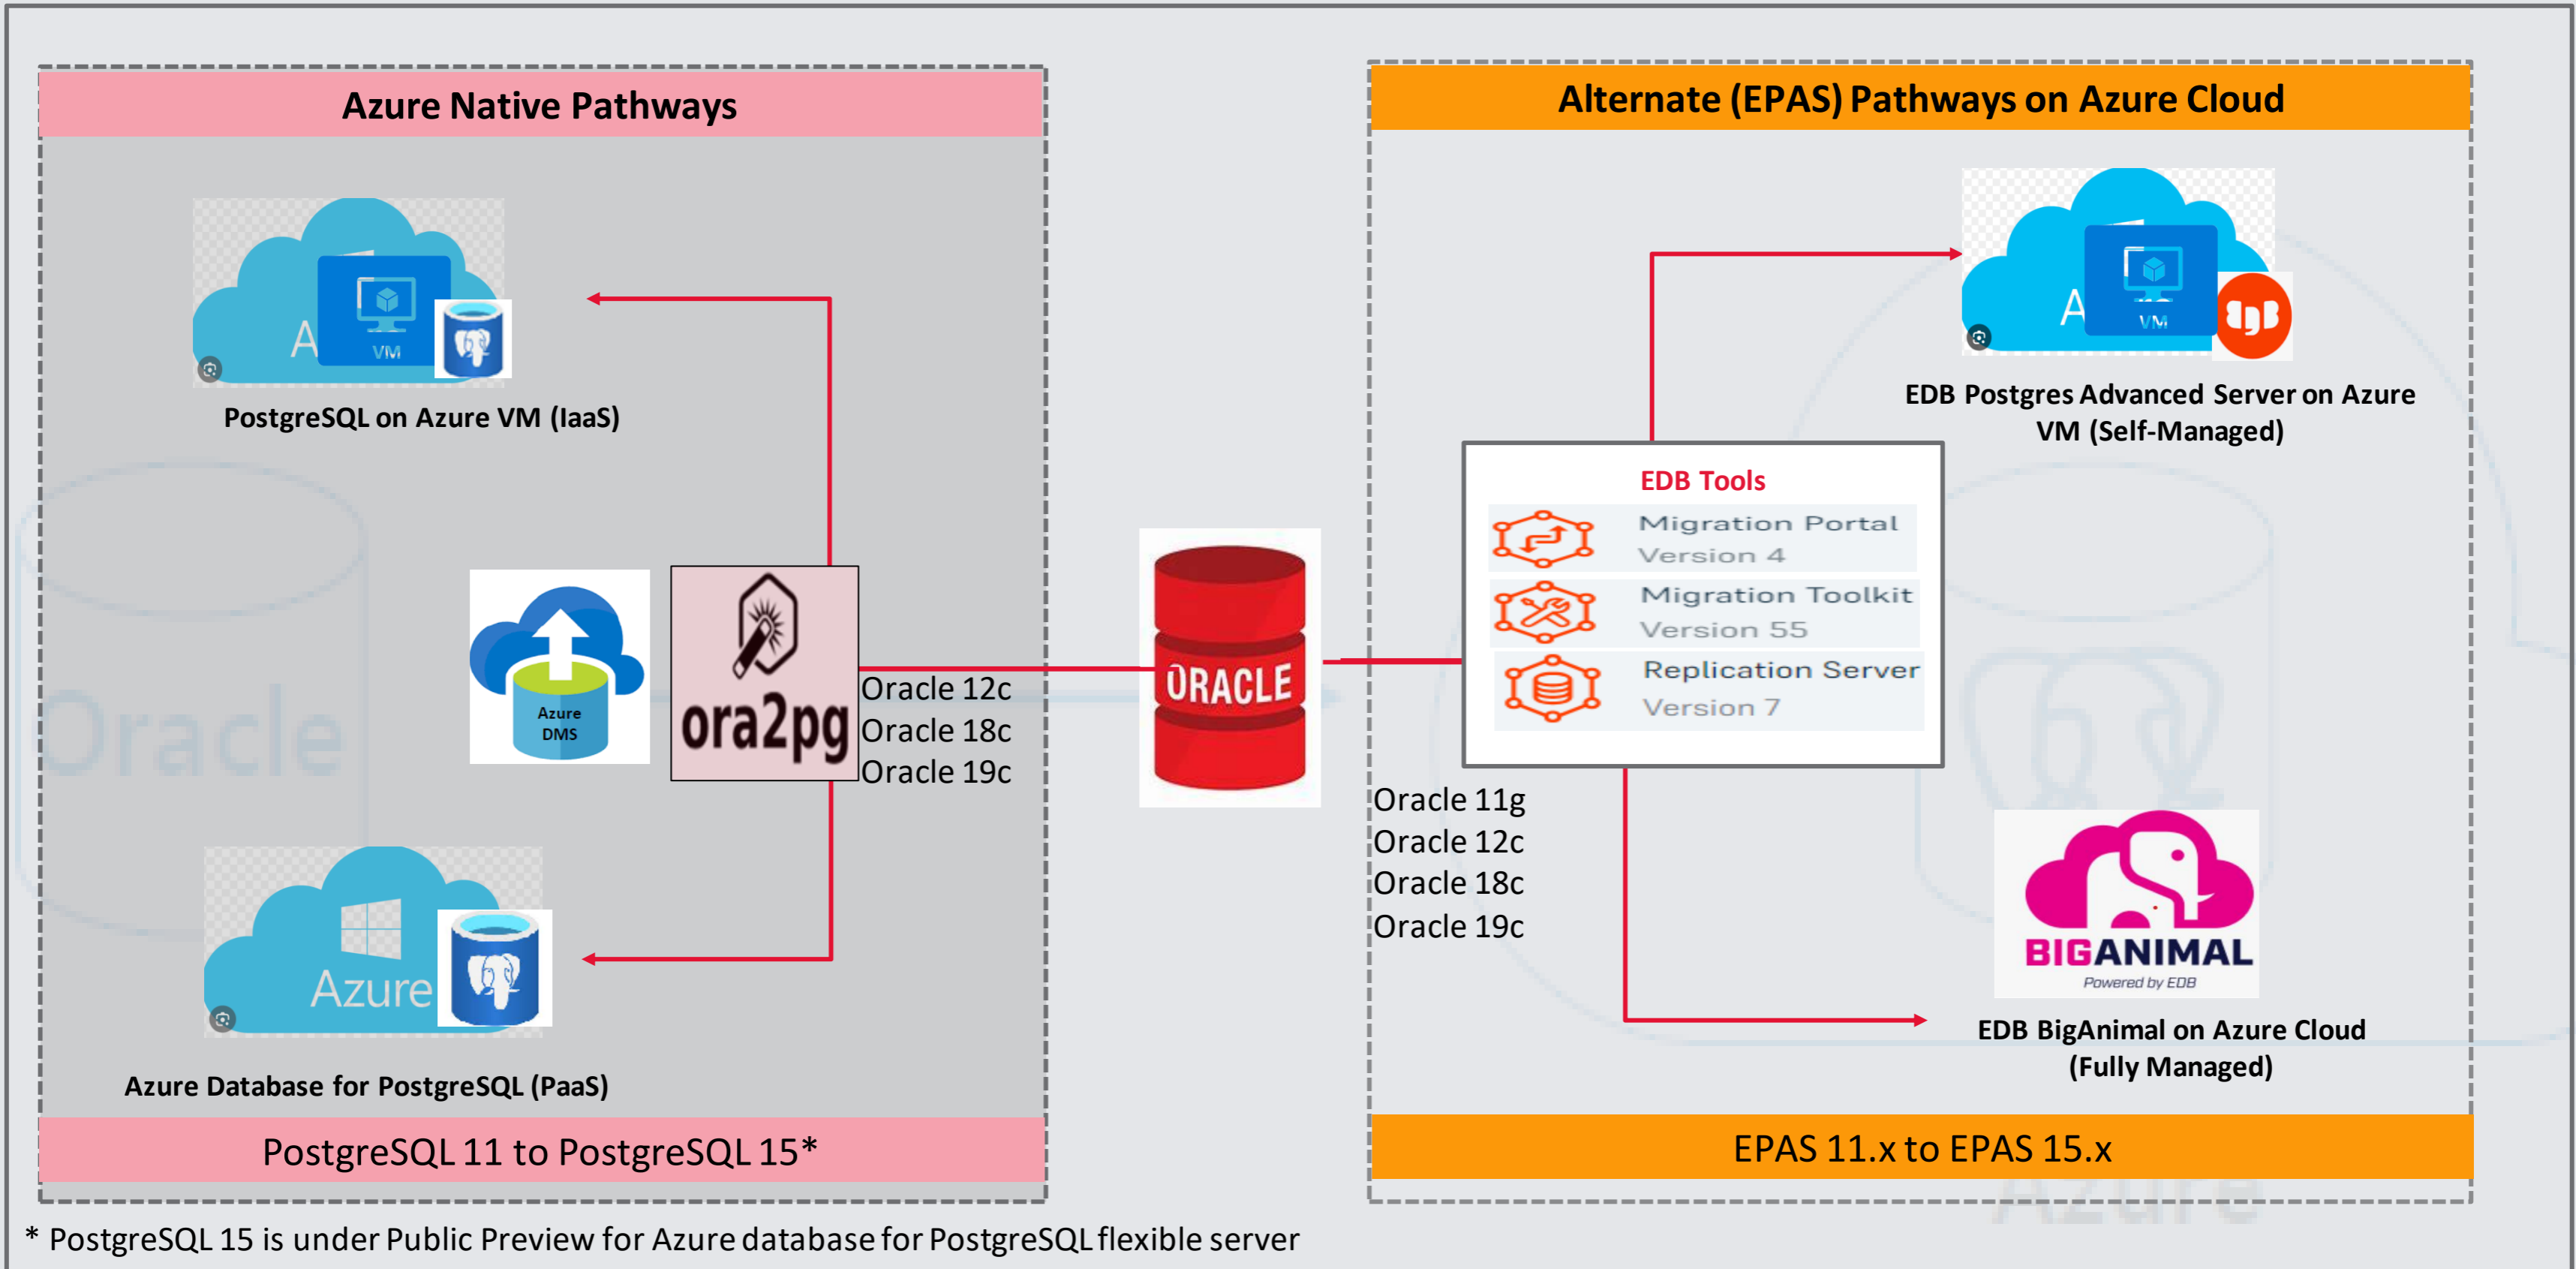 Azure Native Pathways
VM
PostgreSQL on Azure VM (IaaS)
Azure
DMS
ora2pg
Oracle 12c
Oracle 18c
Oracle 19c
Oracle
Azure
Azure Database for PostgreSQL (PaaS)
PostgreSQL 11 to PostgreSQL 15*
ORACLE
Alternate (EPAS) Pathways on Azure Cloud
VM
EDB Postgres Advanced Server on Azure
VM (Self-Managed)
EDB Tools
Migration Portal
Version 4
Migration Toolkit
Version 55
Replication Server
Version 7
Oracle 11g
Oracle 12c
Oracle 18c
Oracle 19c
BIGANIMAL
Powered by EDB
EDB BigAnimal on Azure Cloud
(Fully Managed)
EPAS 11.x to EPAS 15.x
Azure
* PostgreSQL 15 is under Public Preview for Azure database for PostgreSQL flexible server